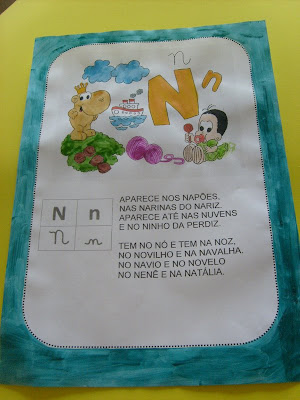 n
N n
N n
N n
APARECE NOS NAPÕES,
NAS NARINAS DO NARIZ.
APARECE ATÉ NAS NUVENS
E NO NINHO DA PERDIZ.
TEM NO NÓ E TEM NA NOZ,
NO NOVILHO E NA NAVALHA.
NO NAVIO E NO NOVELO
NO NENÊ E NA NATÁLIA.